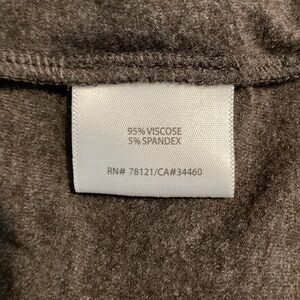 95% VISCOSE
5% SPANDEX
RN# 78121/CA#34460